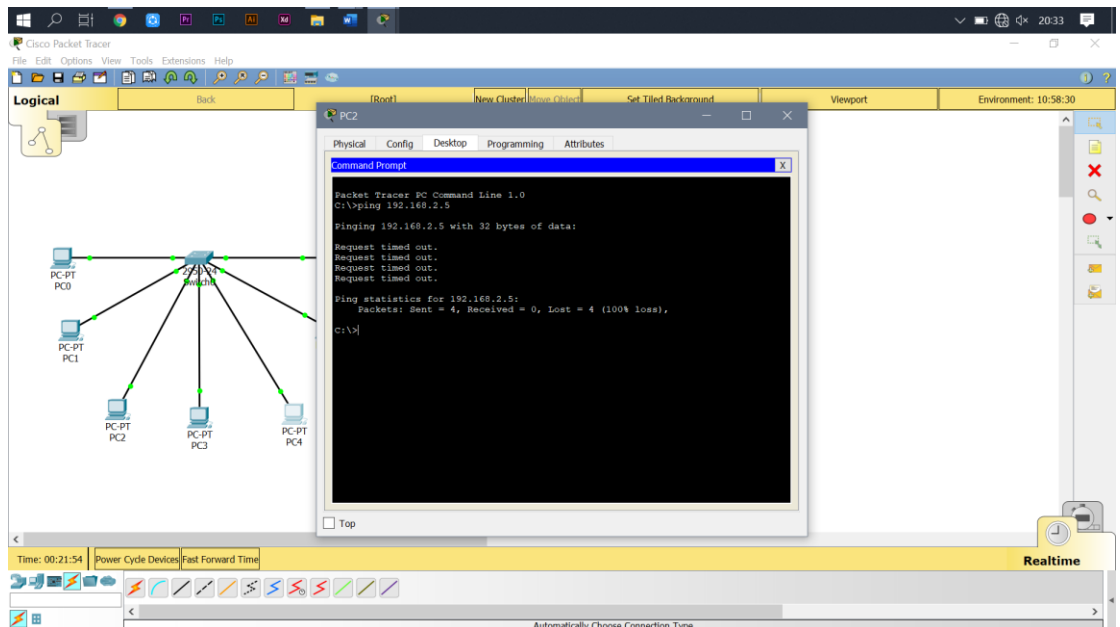 Pr
Ps
Ai
Xd
20:33
Cisco Packet Tracer
File Edit Options View Tools Extensions Help
Logical
Back
[Root]
New Cluster
Move Object
Set Tiled Background
Viewport
Environment: 10:58:30
PC2
Physical Config Desktop Programming Attributes
Command Prompt
X
Packet Tracer PC Command Line 1.0
C:\>ping 192.168.2.5
Pinging 192.168.2.5 with 32 bytes of data:
Request timed out.
Request timed out.
Request timed out.
Request timed out.
Ping statistics for 192.168.2.5:
Packets: Sent = 4, Received = 0, Lost = 4 (100% loss),
C:\>
Top
2950-24
PC-PT
PC0
PC-PT
PC1
PC-PT
PC2
PC-PT
PC3
PC-PT
PC4
Time: 00:21:54
Power Cycle Devices
Fast Forward Time
Realtime
Automatically Choose Connection Type